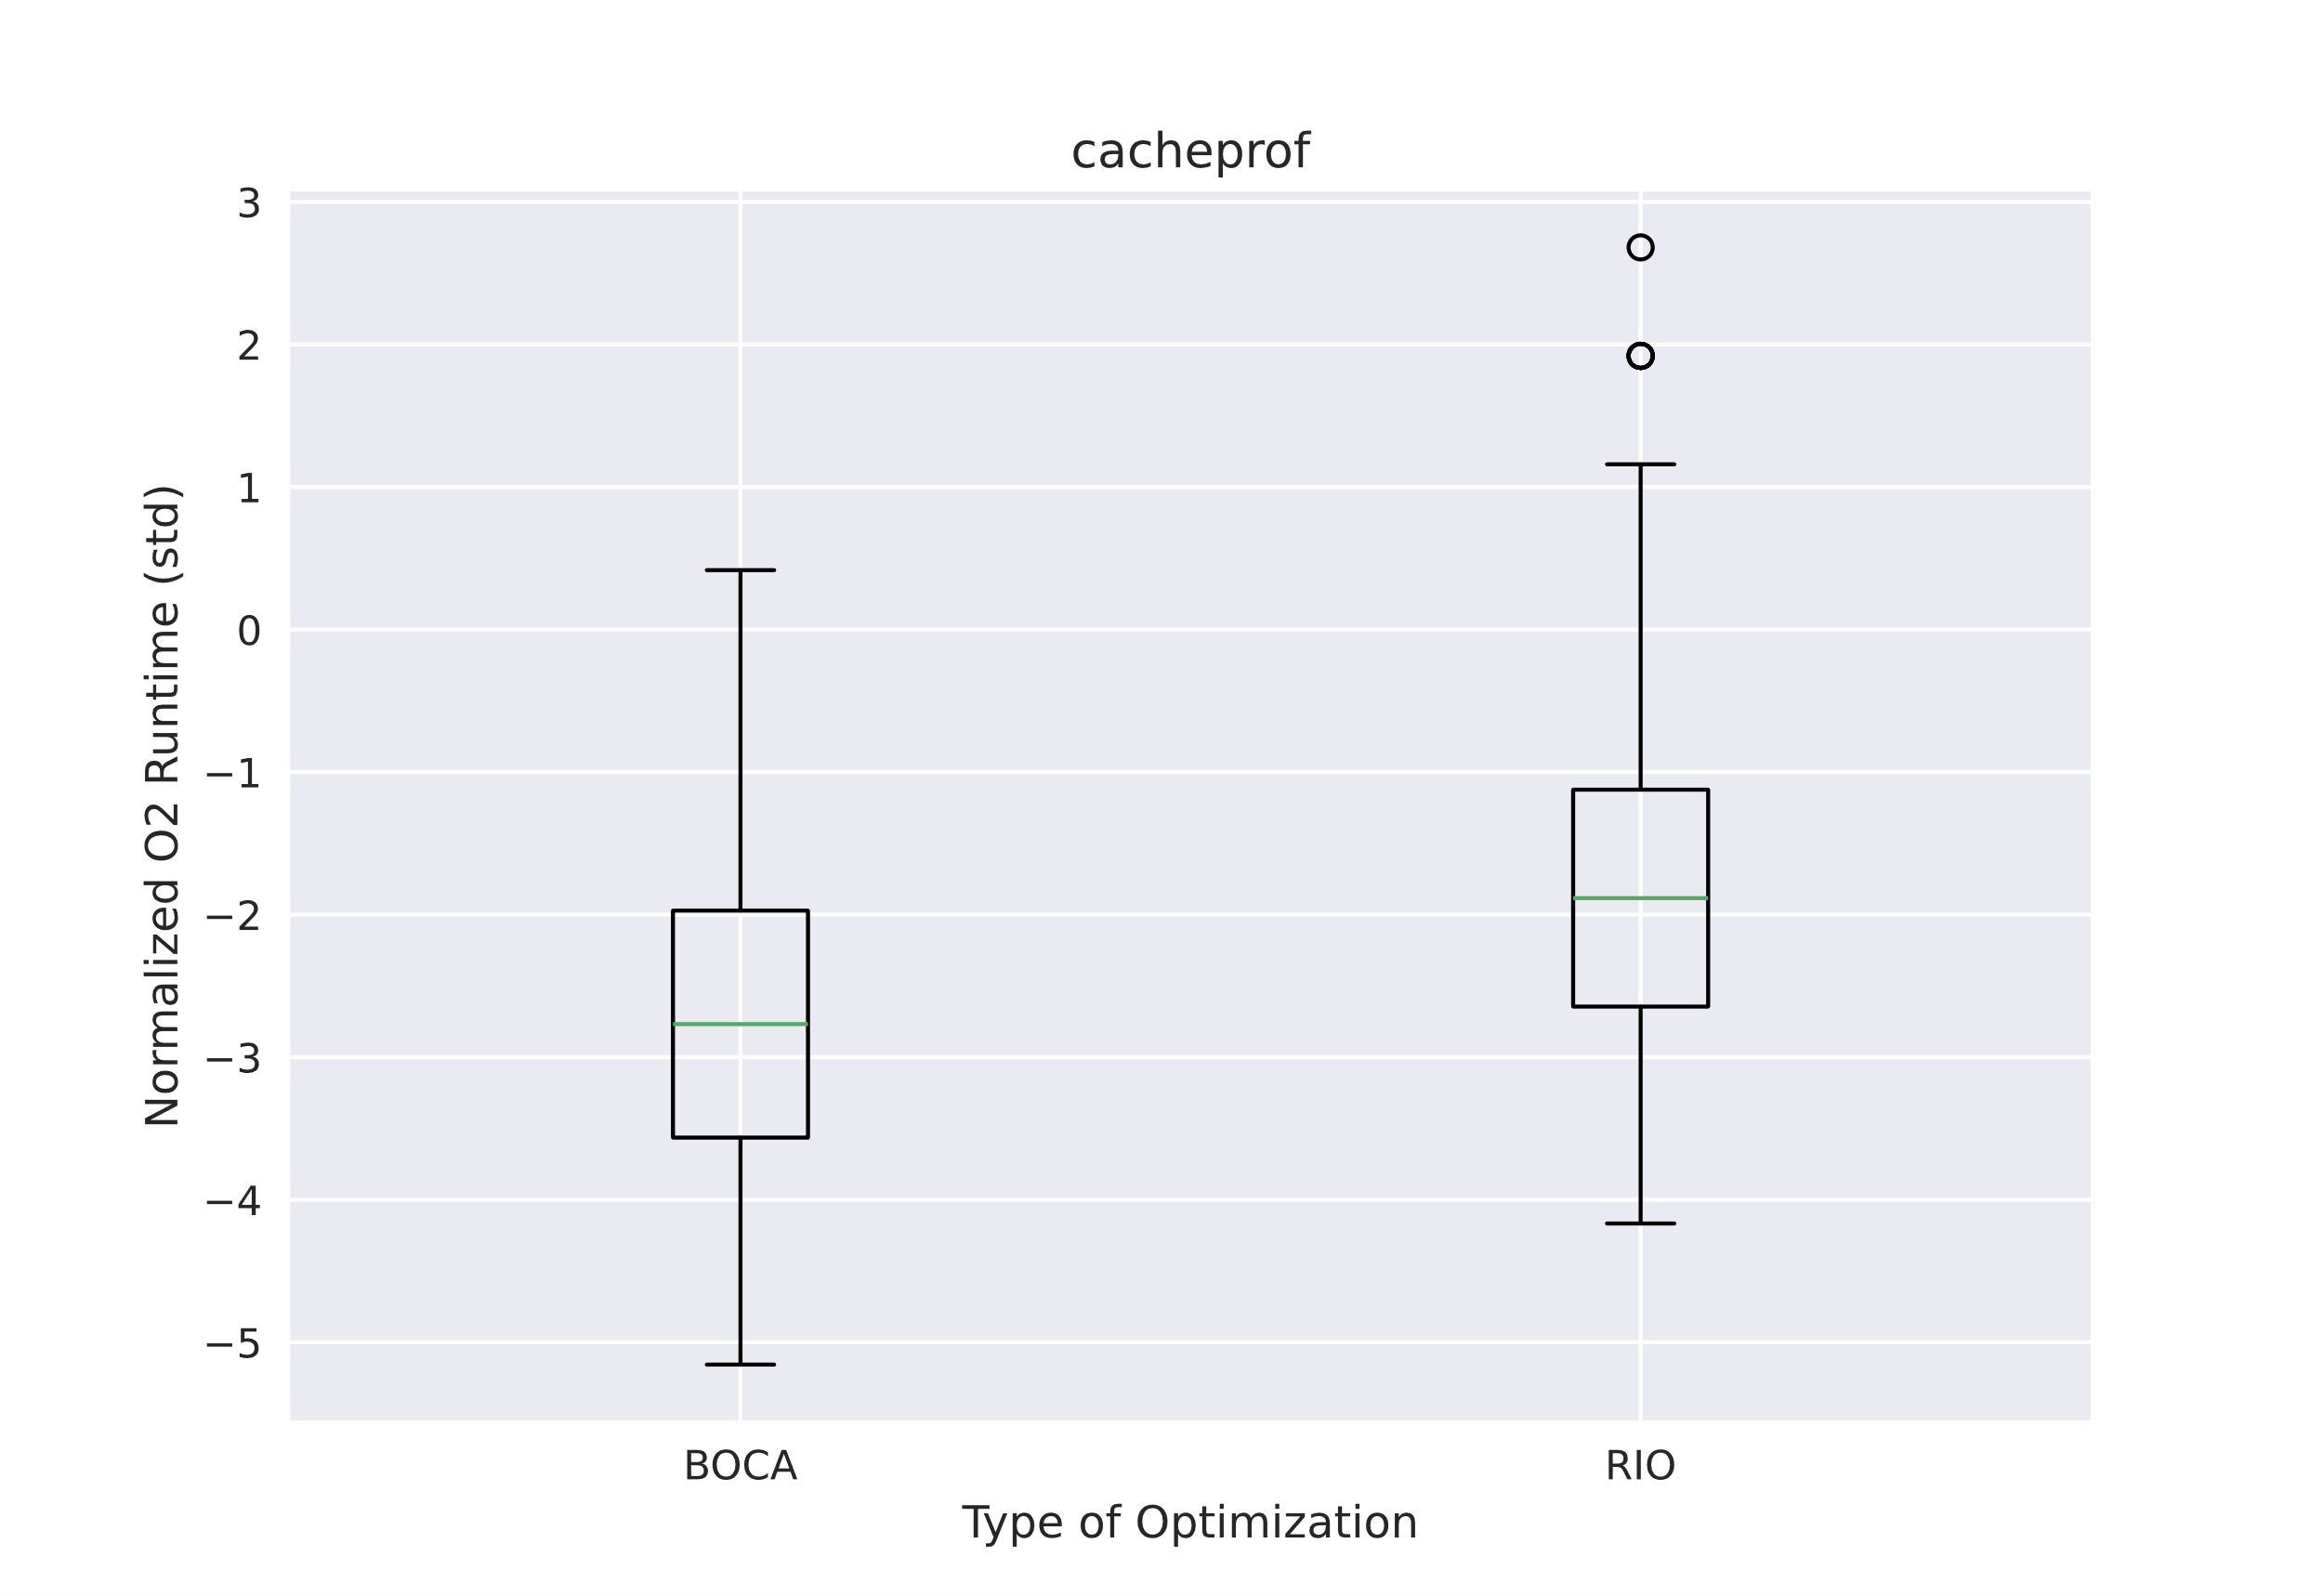 cacheprof
3
2
1
0
−1
−2
−3
−4
−5
Normalized O2 Runtime (std)
BOCA
RIO
Type of Optimization